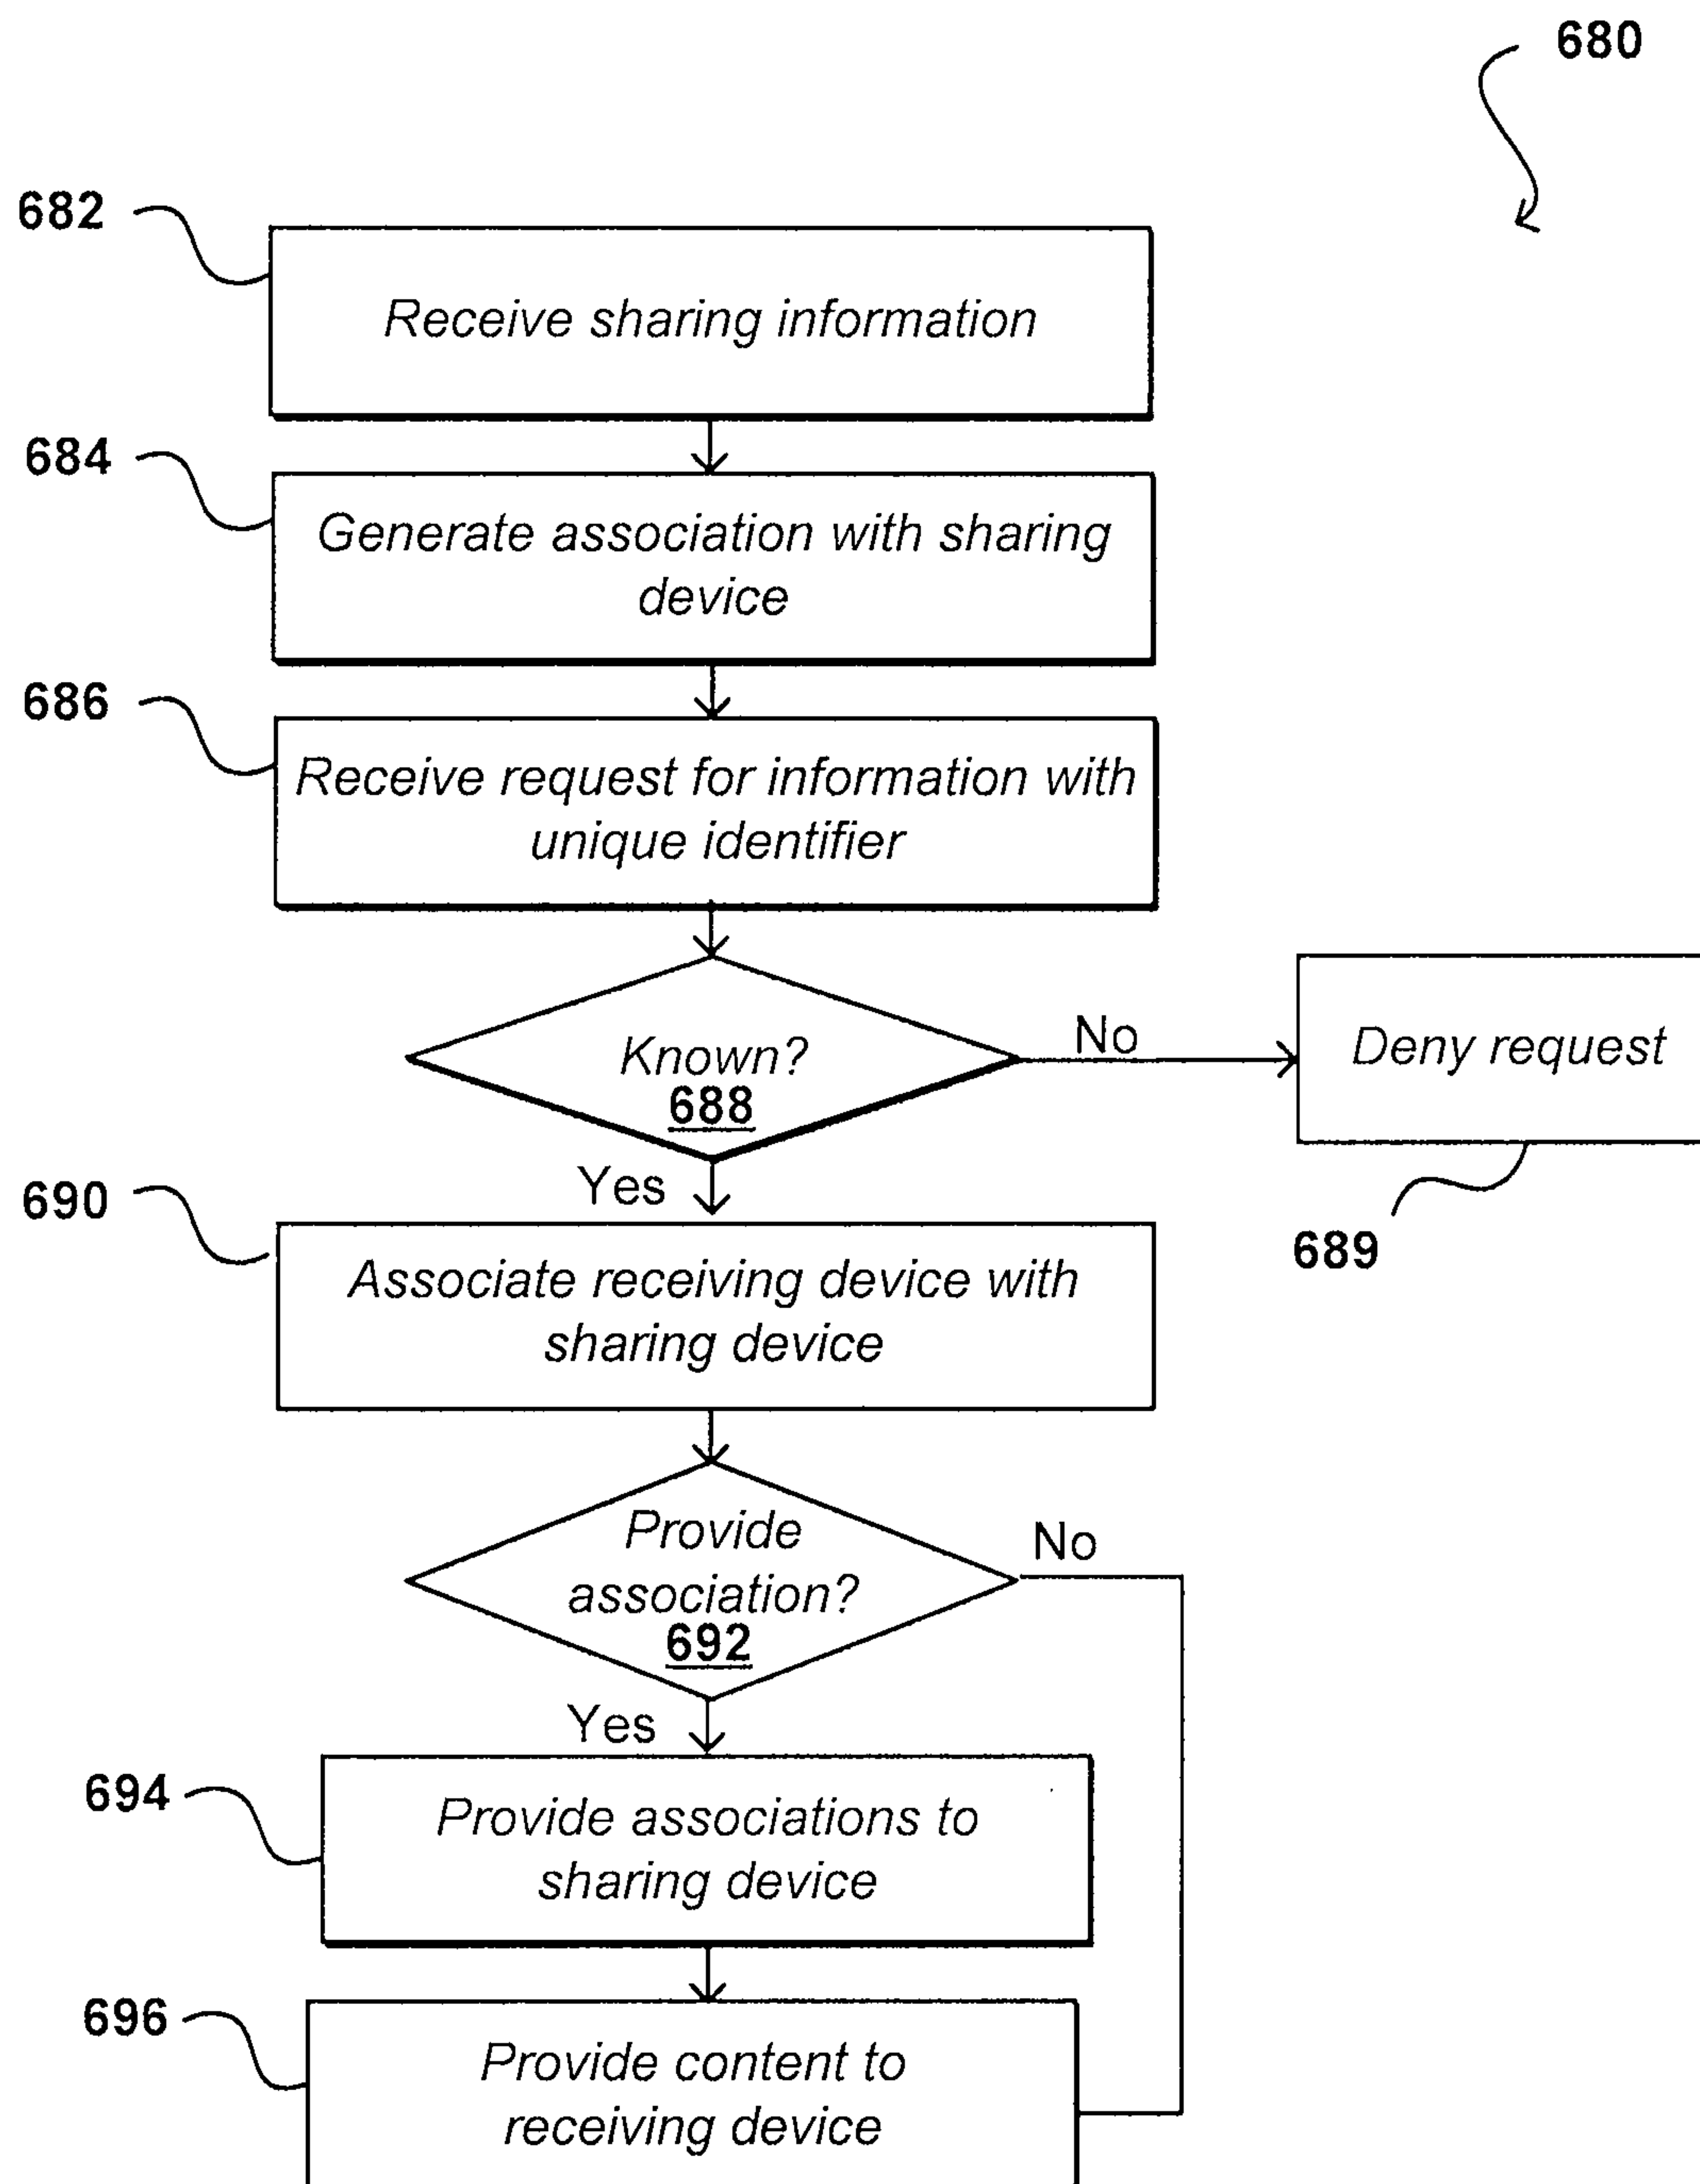 680
682
Receive sharing information
684
Generate association with sharing
device
686
Receive request for information with
unique identifier
Known?
688
No
Deny request
689
Yes
690
Associate receiving device with
sharing device
Provide
association?
692
No
Yes
694
Provide associations to
sharing device
696
Provide content to
receiving device